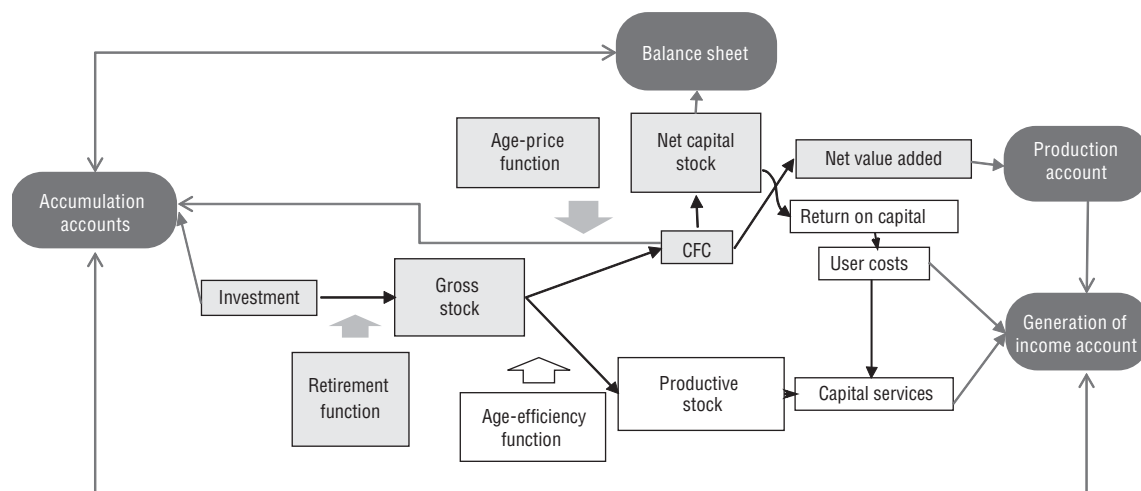 Balance sheet
Age-price
function
Net capital
stock
Net value added
Production
account
Accumulation
accounts
Return on capital
CFC
User costs
Investment
Gross
stock
Generation of
income account
Retirement
function
Age-efficiency
function
Productive
stock
Capital services